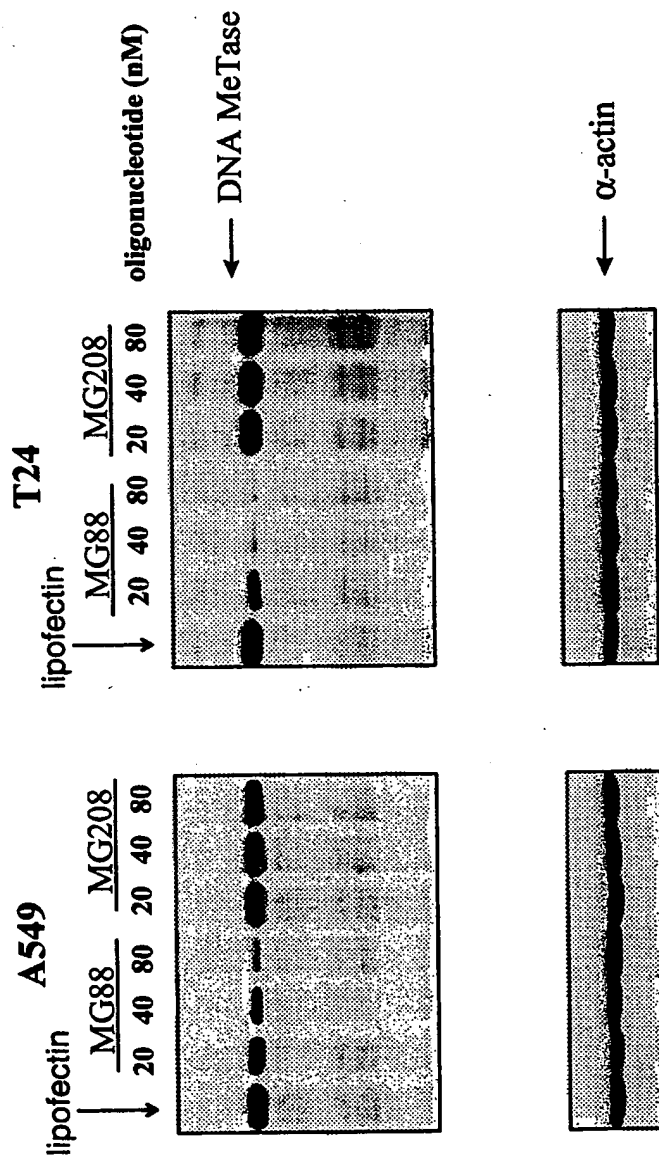 A549
lipofectin
MG88 MG208
20 40 80 20 40 80
T24
lipofectin
MG88 MG208
20 40 80 20 40 80 oligonucleotide (nM)
DNA MeTase
α-actin